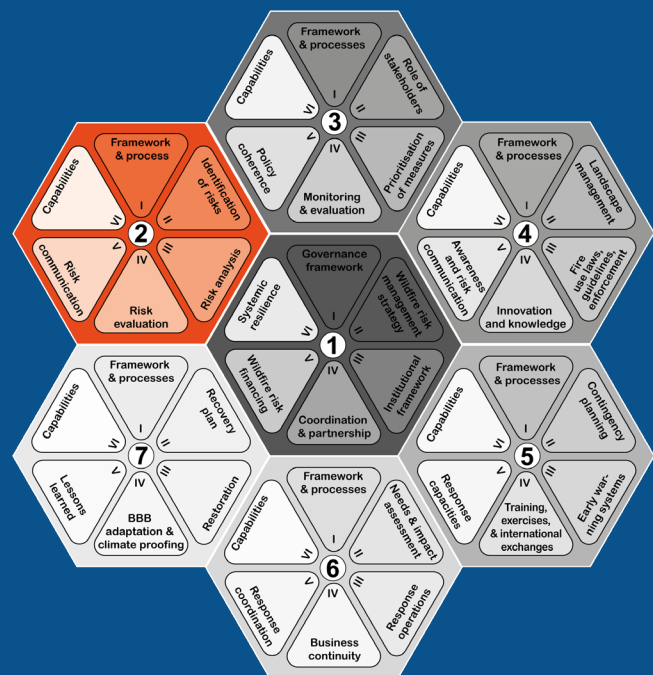 Framework
& processes
Role of
stakeholders
Prioritisation
of measures
Monitoring
& evaluation
Policy
coherence
Capabilities
I
II
III
IV
V
VI
3
Framework
& process
Identification
of risks
Risk analysis
Risk
evaluation
Risk
communication
Capabilities
I
II
III
IV
V
VI
2
Framework
& processes
Landscape
management
Fire
use laws,
guidelines,
enforcement
Innovation
and knowledge
Awareness
and risk
communication
Capabilities
I
II
III
IV
V
VI
4
Governance
framework
Wildfire risk
management
strategy
Institutional
framework
Coordination
& partnership
Wildfire risk
financing
Systemic
resilience
I
II
III
IV
V
VI
1
Framework
& processes
Recovery
plan
Restoration
BBB
adaptation &
climate proofing
Lessons
learned
Capabilities
I
II
III
IV
V
VI
7
Framework
& processes
Contingency
planning
Early war-
ning systems
Training,
exercises,
& international
exchanges
Response
capacities
Capabilities
I
II
III
IV
V
VI
5
Framework
& processes
Needs & impact
assessment
Response
operations
Business
continuity
Response
coordination
Capabilities
I
II
III
IV
V
VI
6